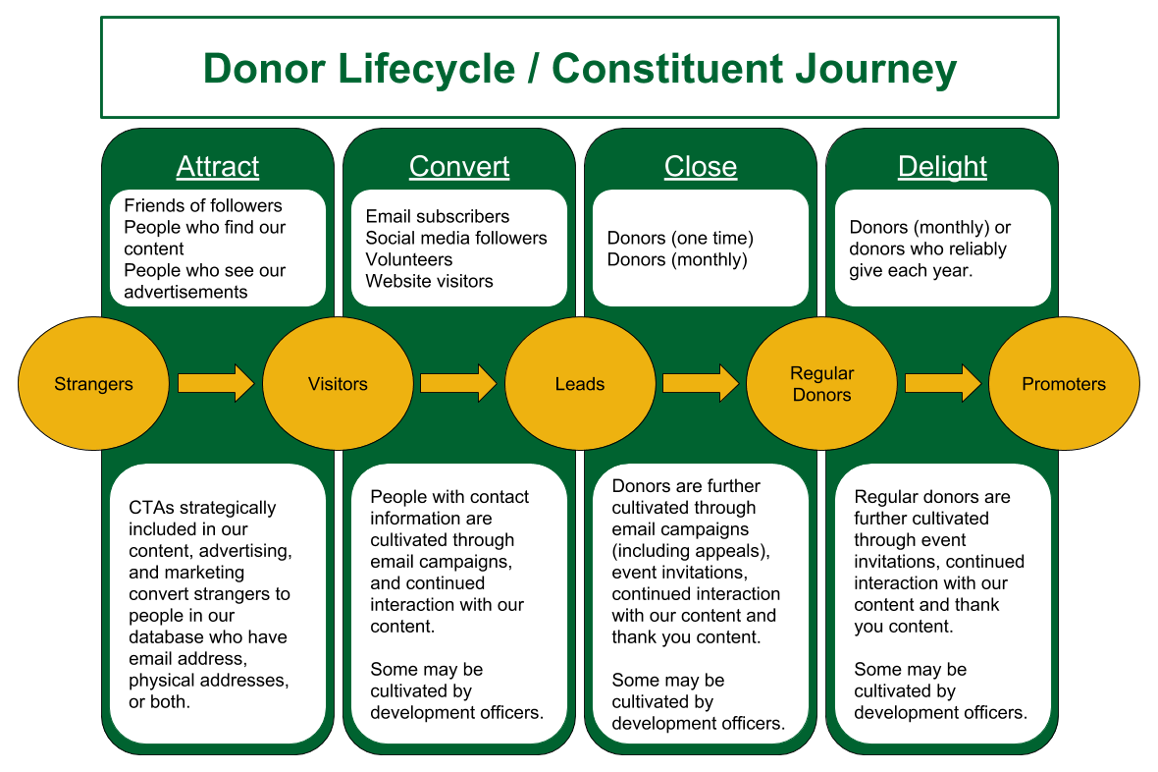 Donor Lifecycle / Constituent Journey
Attract
Friends of followers
People who find our
content
People who see our
advertisements
Convert
Email subscribers
Social media followers
Volunteers
Website visitors
Close
Donors (one time)
Donors (monthly)
Delight
Donors (monthly) or
donors who reliably
give each year.
Strangers
Visitors
Leads
Regular
Donors
Promoters
CTAs strategically
included in our
content, advertising,
and marketing
convert strangers to
people in our
database who have
email address,
physical addresses,
or both.
People with contact
information are
cultivated through
email campaigns,
and continued
interaction with our
content.
Some may be
cultivated by
development officers.
Donors are further
cultivated through
email campaigns
(including appeals),
event invitations,
continued interaction
with our content and
thank you content.
Some may be
cultivated by
development officers.
Regular donors are
further cultivated
through event
invitations, continued
interaction with our
content and thank
you content.
Some may be
cultivated by
development officers.